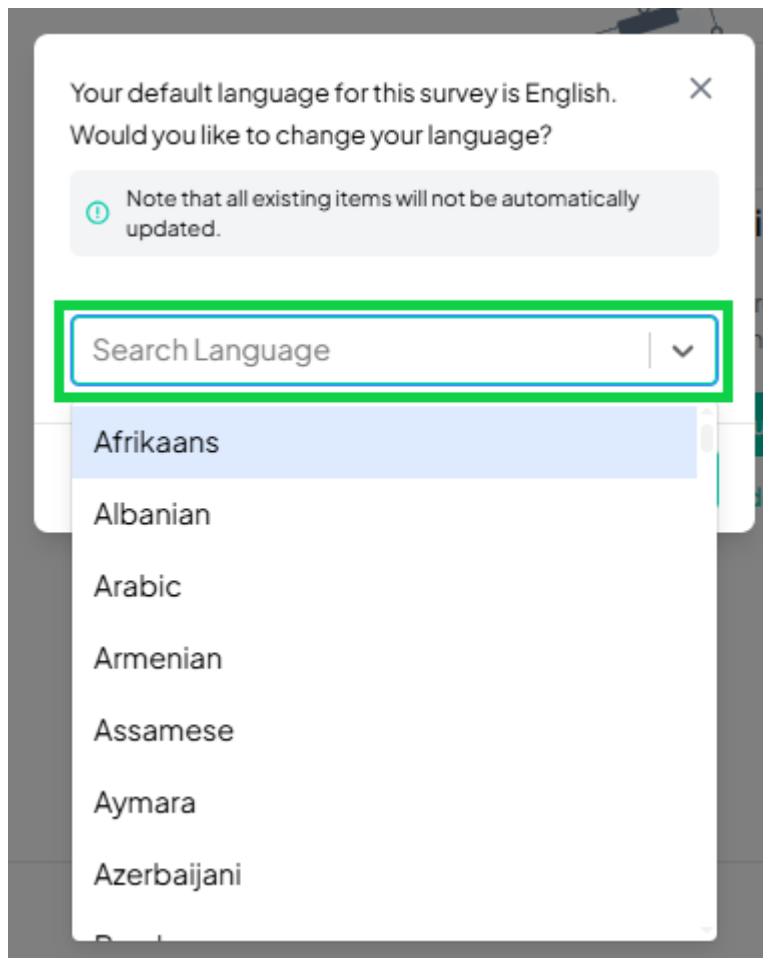 Your default language for this survey is English.
Would you like to change your language?
Note that all existing items will not be automatically
updated.
Search Language
Afrikaans
Albanian
Arabic
Armenian
Assamese
Aymara
Azerbaijani